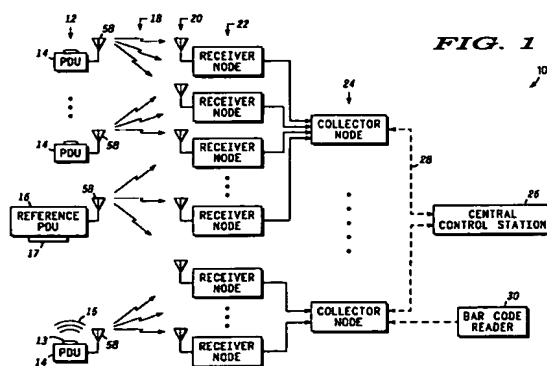 FIG. 1
10
12
58
18
20
22
14
PDU
RECEIVER NODE
RECEIVER NODE
14
PDU
58
RECEIVER NODE
24
COLLECTOR NODE
28
16
REFERENCE PDU
17
58
RECEIVER NODE
26
CENTRAL CONTROL STATION
15
13
14
PDU
58
RECEIVER NODE
RECEIVER NODE
COLLECTOR NODE
30
BAR CODE READER